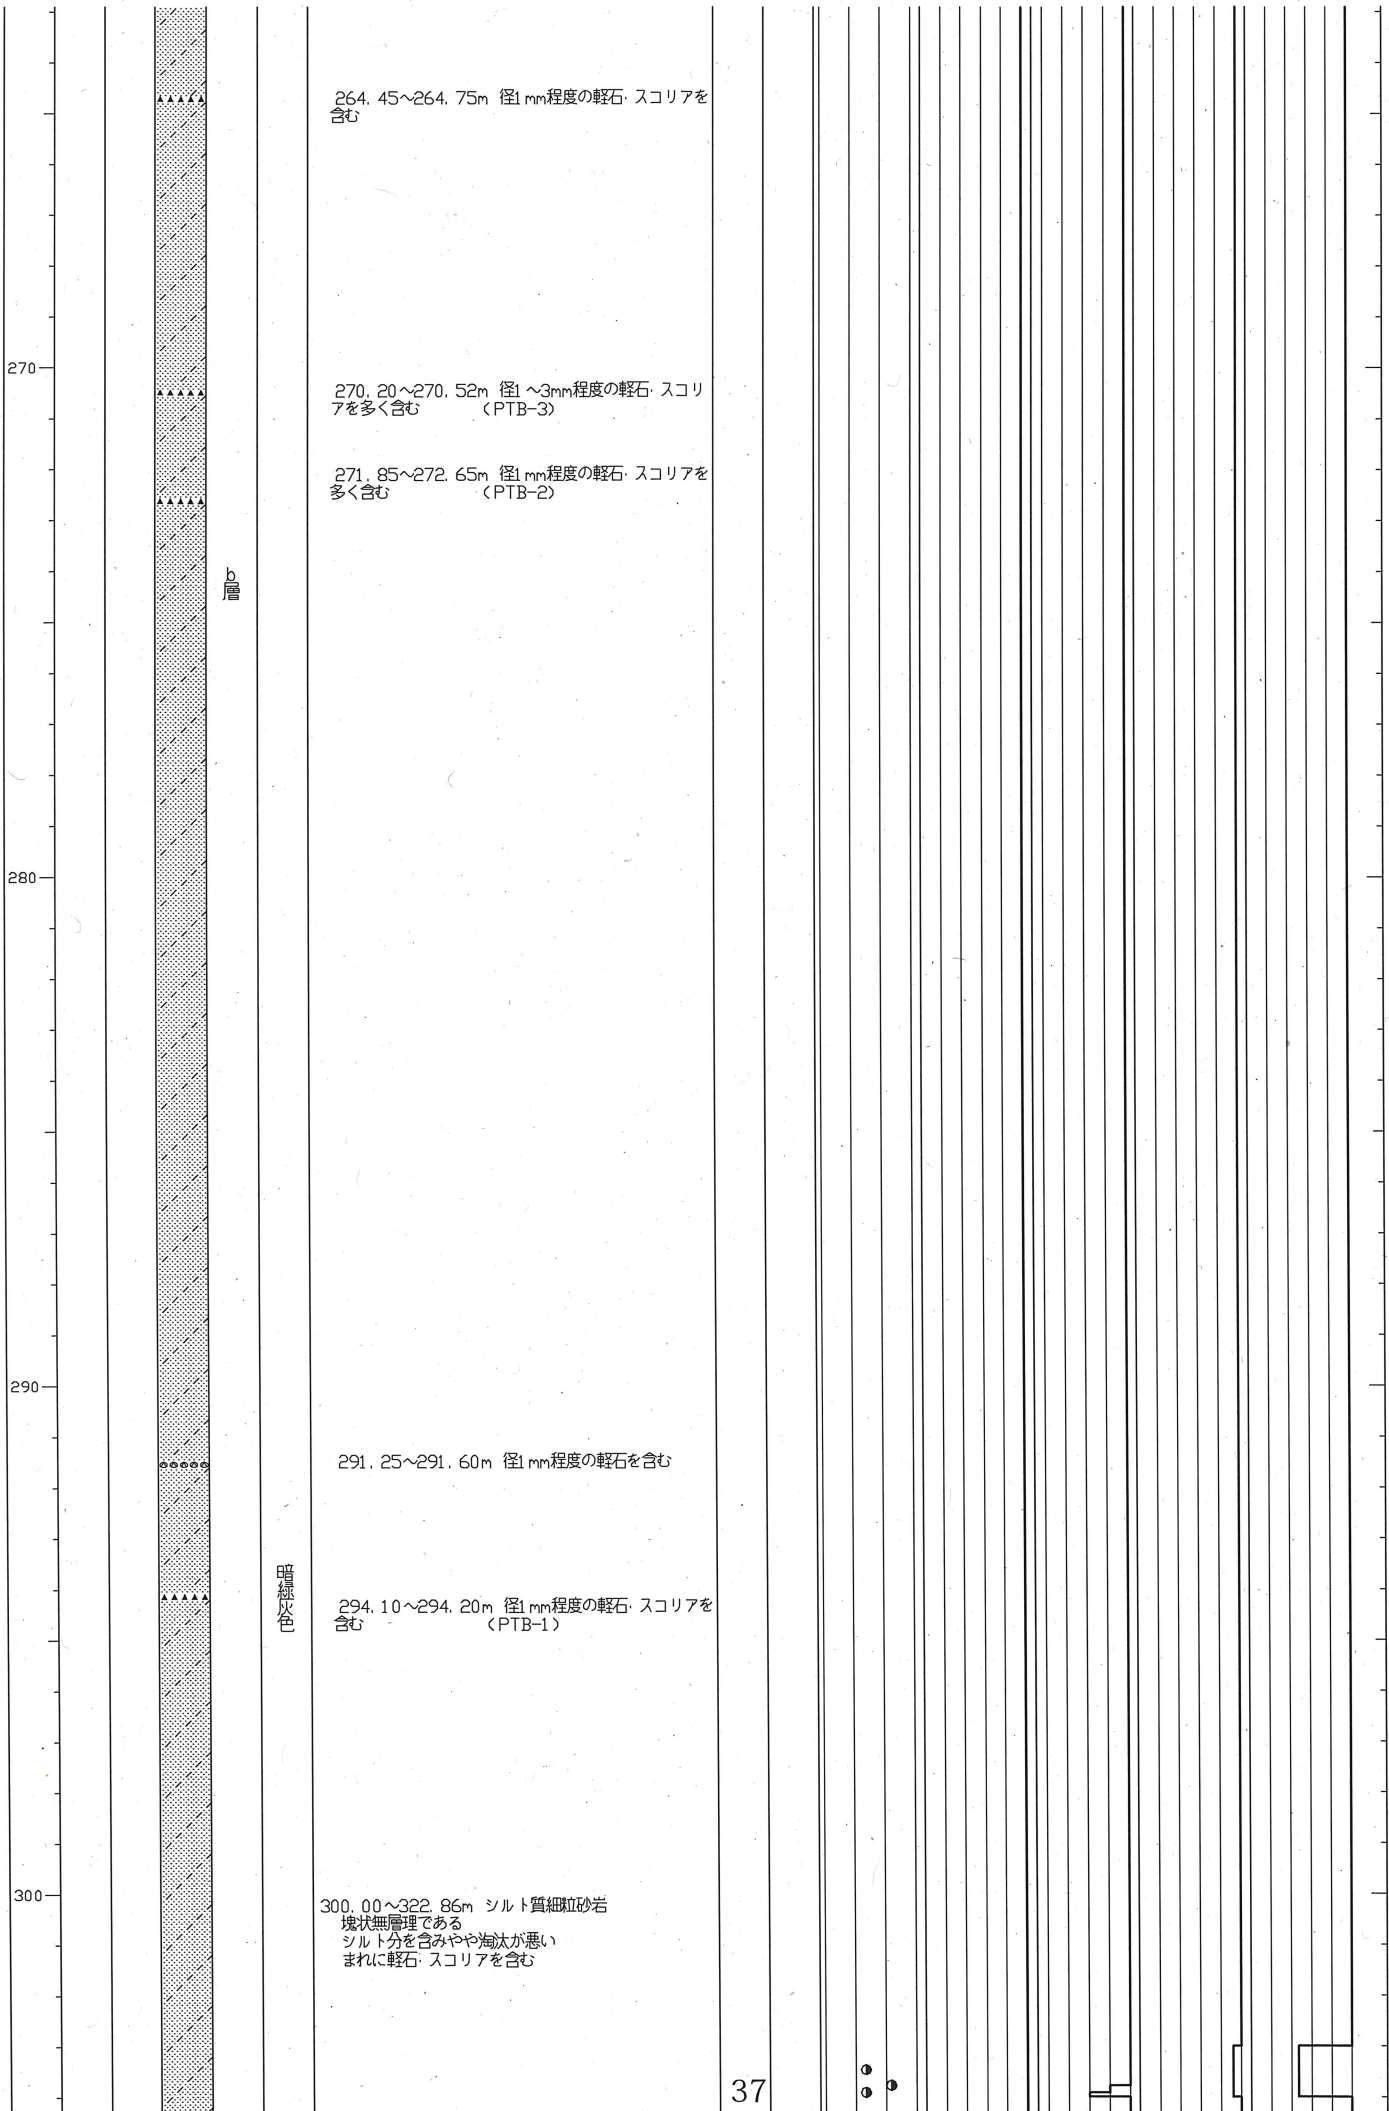 264.45～264.75m 径1mm程度の軽石・スコリアを
含む
270
270.20～270.52m 径1～3mm程度の軽石・スコリ
アを多く含む （PTB-3）
271.85～272.65m 径1mm程度の軽石・スコリアを
多く含む （PTB-2）
b層
280
290
291.25～291.60m 径1mm程度の軽石を含む
暗緑灰色
294.10～294.20m 径1mm程度の軽石・スコリアを
含む （PTB-1）
300
300.00～322.86m シルト質細粒砂岩
塊状無層理である
シルト分を含みやや淘汰が悪い
まれに軽石・スコリアを含む
37